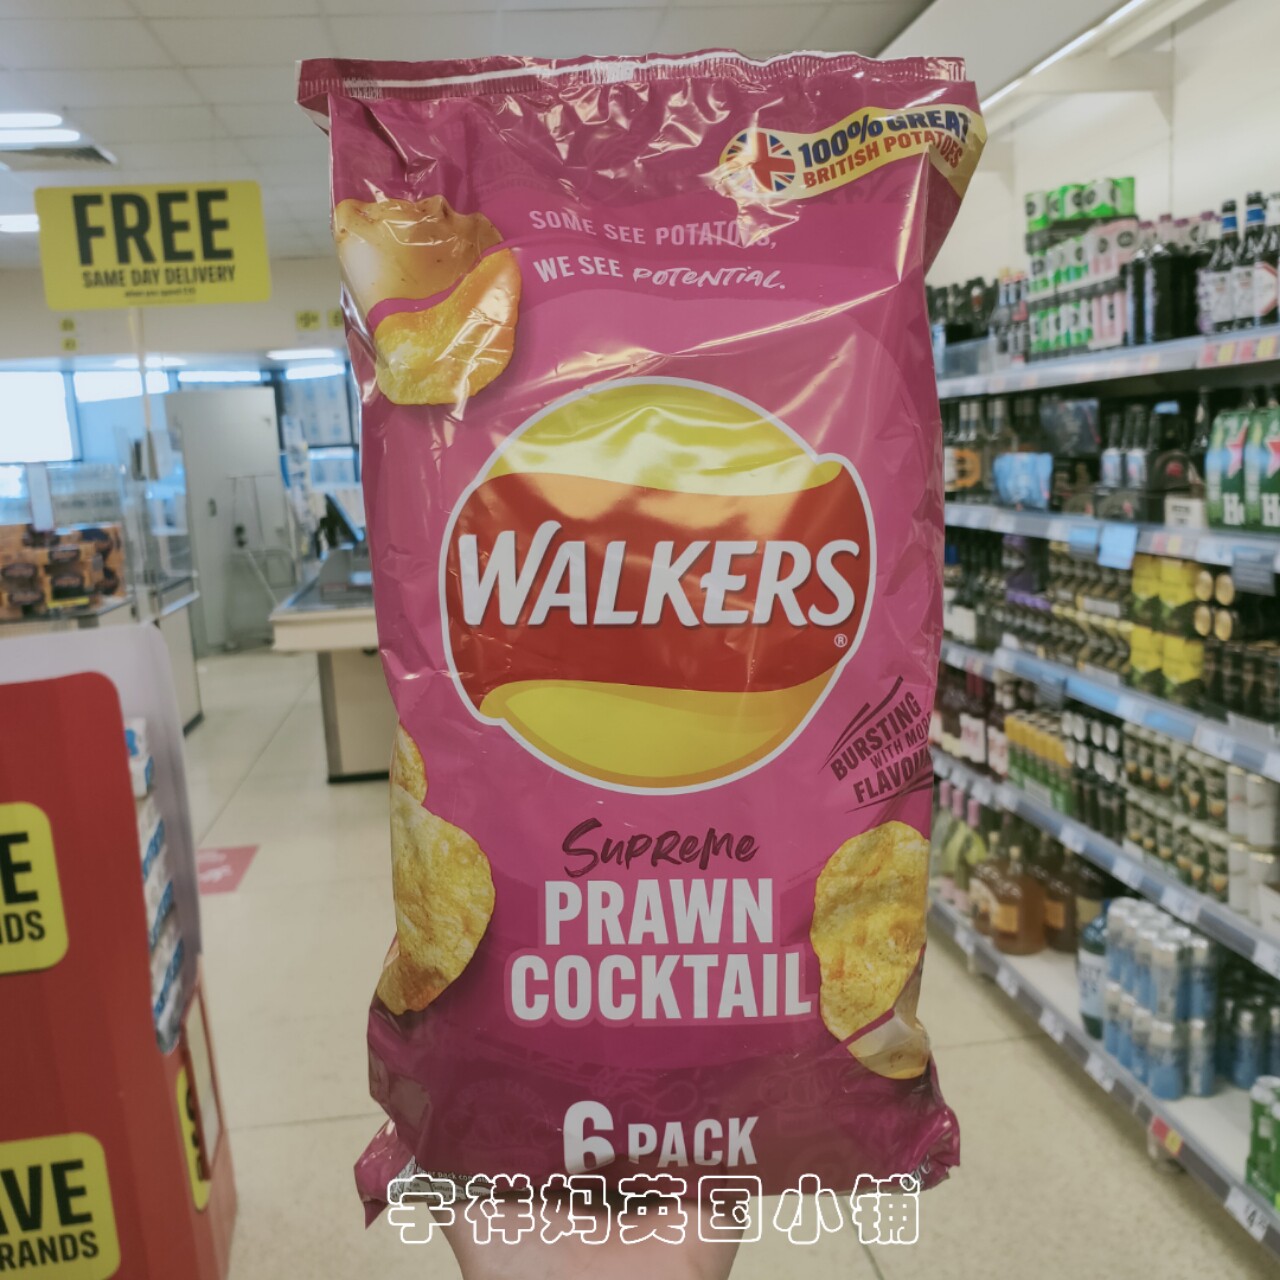 100% GREAT
BRITISH POTATOES
SOME SEE POTATOES,
WE SEE POTENTIAL.
FREE
SAME DAY DELIVERY
WALKERS
®
BURSTING
WITH MORE
FLAVOUR
Supreme
PRAWN
COCKTAIL
6 PACK
宇祥妈英国小铺